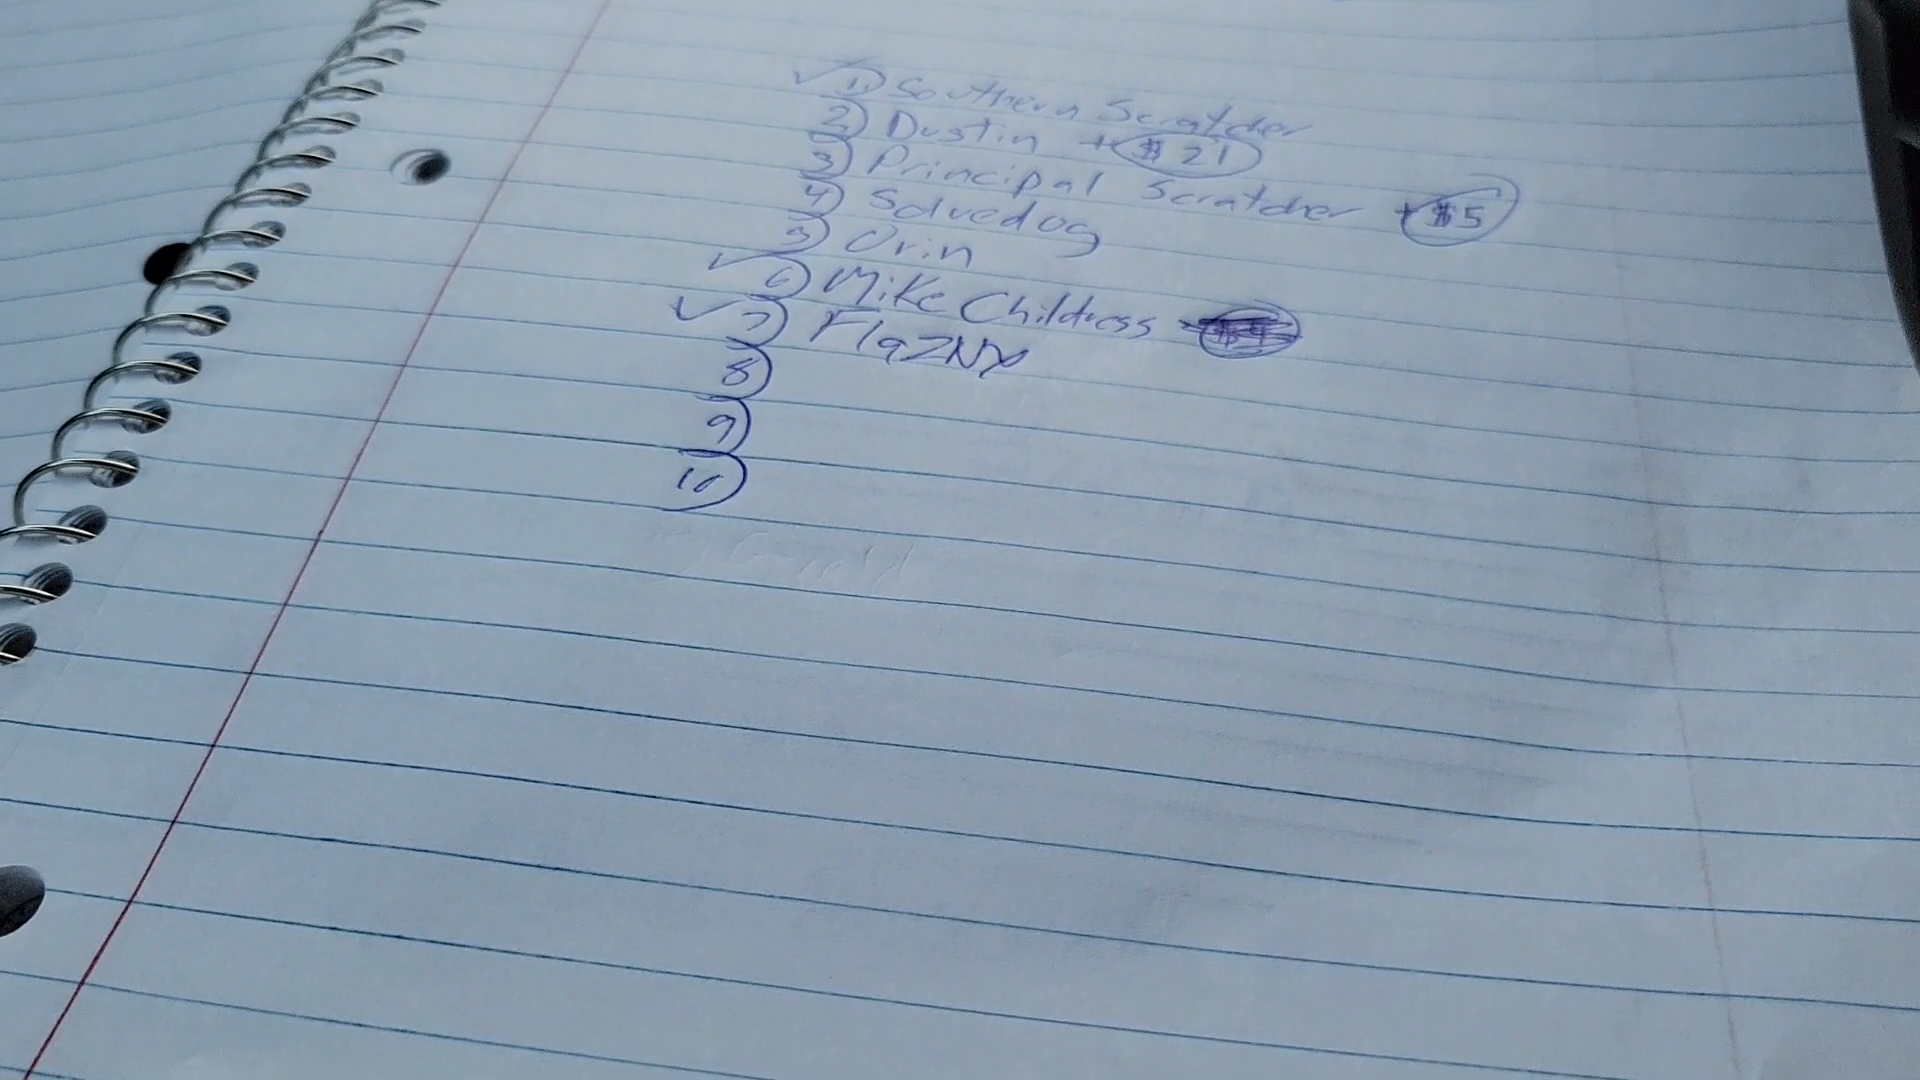 ✓ 1) Southern Scratcher
2) Dustin + $21
3) Principal Scratcher + $5
4) Solvedog
5) Orin
✓ 6) Mike Childress
✓ 7) FlaZNX
8)
9)
10)